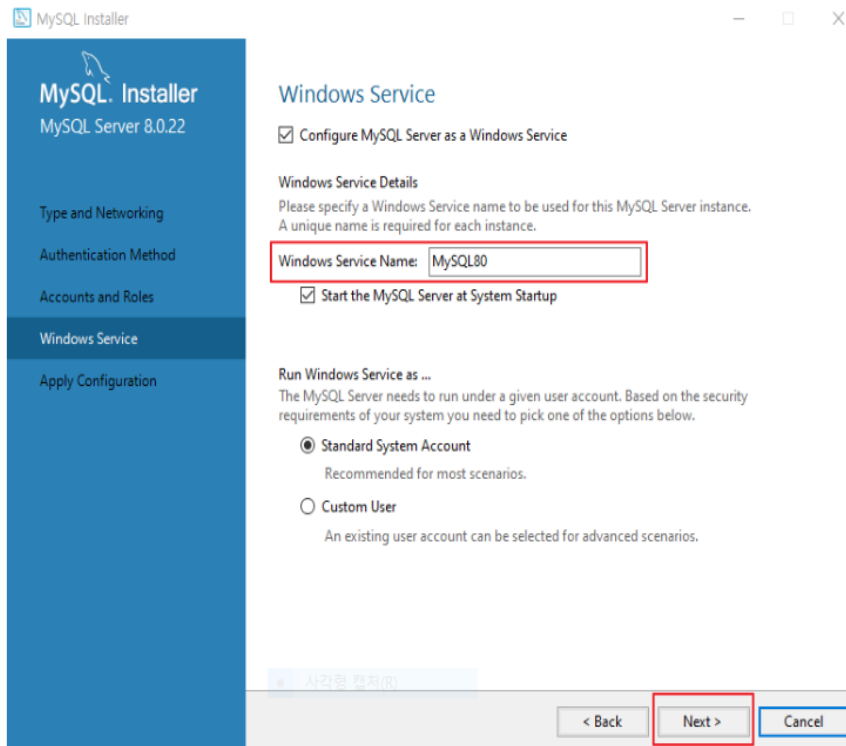 MySQL Installer
MySQL. Installer
MySQL Server 8.0.22
Type and Networking
Authentication Method
Accounts and Roles
Windows Service
Apply Configuration
Windows Service
Configure MySQL Server as a Windows Service
Windows Service Details
Please specify a Windows Service name to be used for this MySQL Server instance.
A unique name is required for each instance.
Windows Service Name: MySQL80
Start the MySQL Server at System Startup
Run Windows Service as ...
The MySQL Server needs to run under a given user account. Based on the security
requirements of your system you need to pick one of the options below.
Standard System Account
Recommended for most scenarios.
Custom User
An existing user account can be selected for advanced scenarios.
사각형 캡처(R)
< Back Next > Cancel